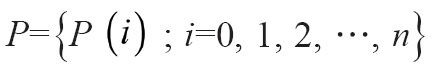 P={P (i) ; i=0, 1, 2, ⋯, n}